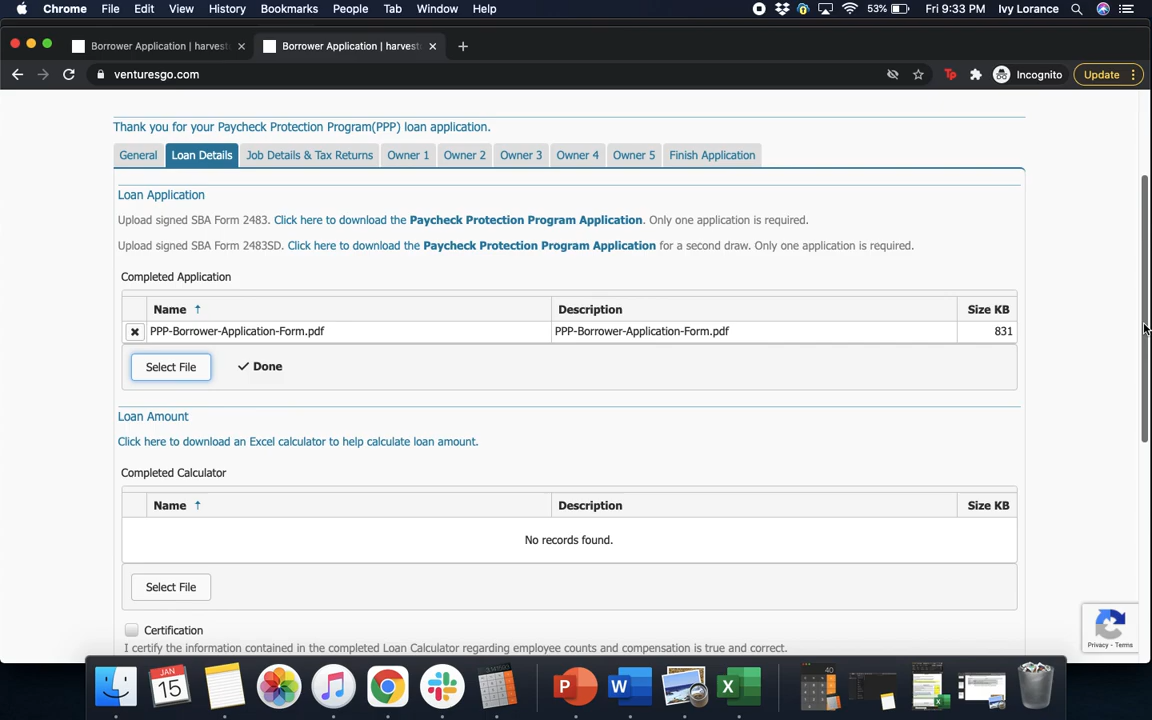 Chrome File Edit View History Bookmarks People Tab Window Help 53% Fri 9:33 PM Ivy Lorance
Borrower Application | harvest Borrower Application | harvest
venturesgo.com Incognito Update
Thank you for your Paycheck Protection Program(PPP) loan application.
General Loan Details Job Details & Tax Returns Owner 1 Owner 2 Owner 3 Owner 4 Owner 5 Finish Application
Loan Application
Upload signed SBA Form 2483. Click here to download the Paycheck Protection Program Application. Only one application is required.
Upload signed SBA Form 2483SD. Click here to download the Paycheck Protection Program Application for a second draw. Only one application is required.
Completed Application
Name ↑ Description Size KB
PPP-Borrower-Application-Form.pdf PPP-Borrower-Application-Form.pdf 831
Select File ✓ Done
Loan Amount
Click here to download an Excel calculator to help calculate loan amount.
Completed Calculator
Name ↑ Description Size KB
No records found.
Select File
Certification
I certify the information contained in the completed Loan Calculator regarding employee counts and compensation is true and correct.
Privacy - Terms
JAN
15